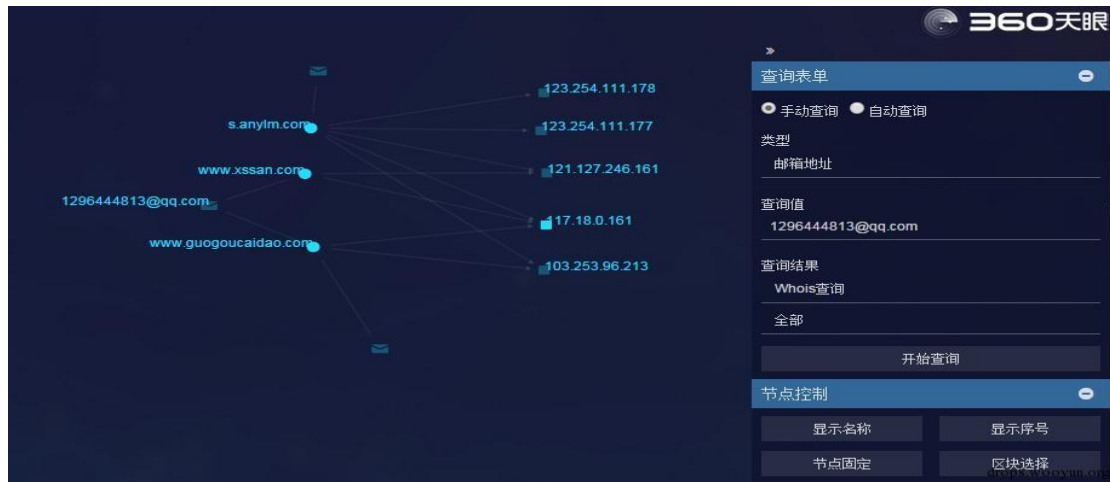 360天眼
123.254.111.178
s.anylm.com
123.254.111.177
www.xssan.com
121.127.246.161
1296444813@qq.com
117.18.0.161
www.guogoucaidao.com
103.253.96.213
»
查询表单
手动查询 自动查询
类型
邮箱地址
查询值
1296444813@qq.com
查询结果
Whois查询
全部
开始查询
节点控制
显示名称 显示序号
节点固定 区块选择
drops.wooyun.org